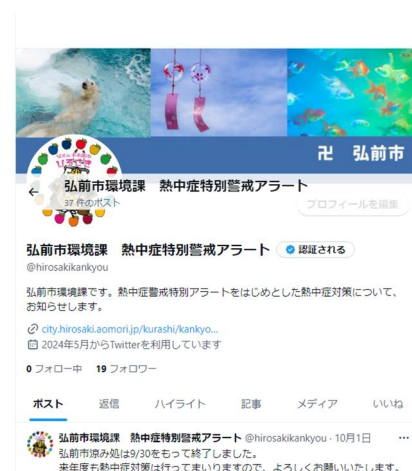 卍 弘前市
弘前市環境課 熱中症特別警戒アラート
37 件のポスト
プロフィールを編集
弘前市環境課 熱中症特別警戒アラート 認証される
@hirosakikankyou
弘前市環境課です。熱中症警戒特別アラートをはじめとした熱中症対策について、
お知らせします。
city.hirosaki.aomori.jp/kurashi/kankyo...
2024年5月からTwitterを利用しています
0 フォロー中 19 フォロワー
ポスト 返信 ハイライト 記事 メディア いいね
弘前市環境課 熱中症特別警戒アラート @hirosakikankyou · 10月1日 ...
弘前市涼み処は9/30をもって終了しました。
来年度も熱中症対策は行ってまいりますので、よろしくお願いいたします。